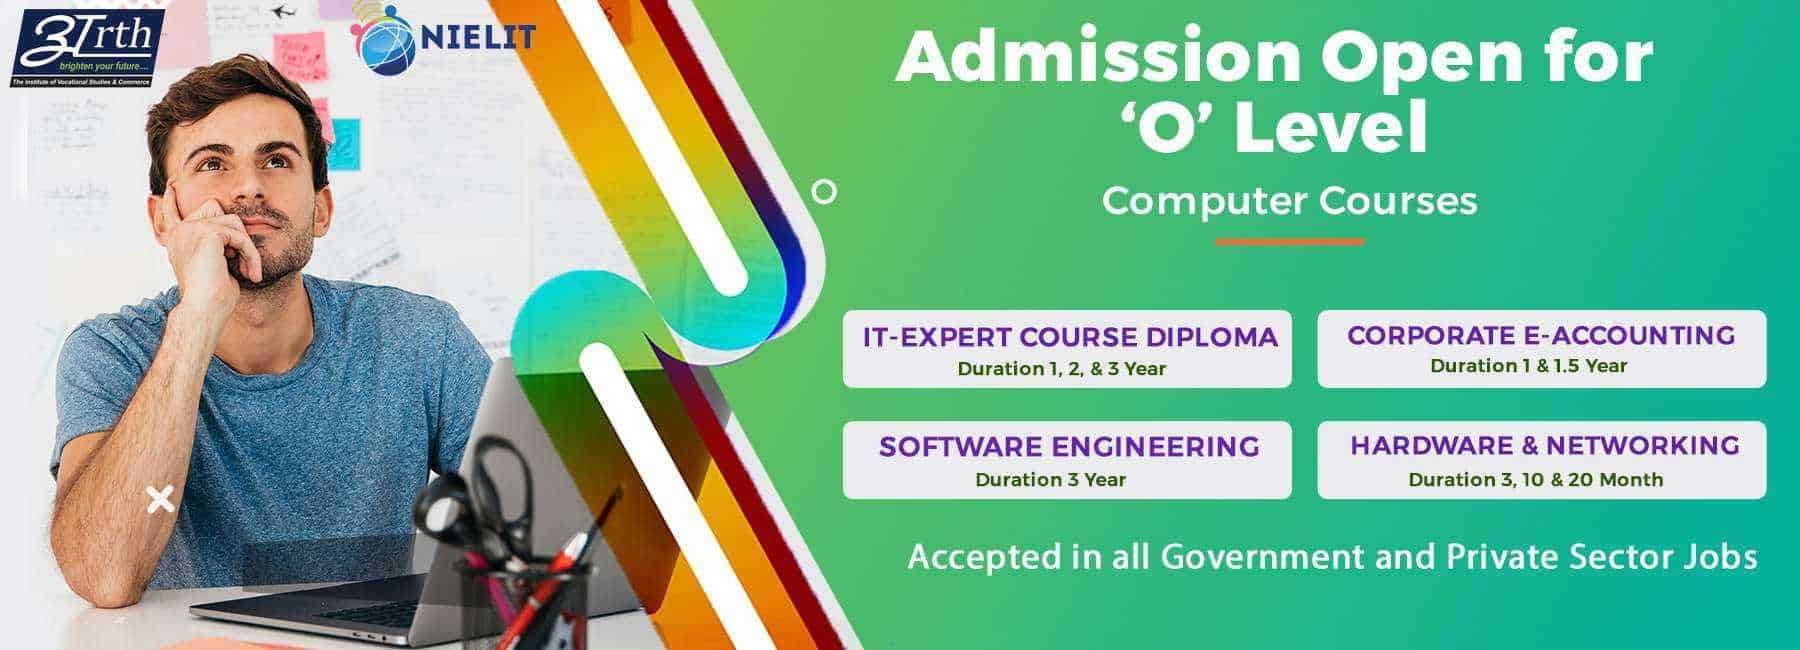 3Trth
brighten your future....
The Institute of Vocational Studies & Commerce
NIELIT
Admission Open for
‘O’ Level
Computer Courses
IT-EXPERT COURSE DIPLOMA
Duration 1, 2, & 3 Year
CORPORATE E-ACCOUNTING
Duration 1 & 1.5 Year
SOFTWARE ENGINEERING
Duration 3 Year
HARDWARE & NETWORKING
Duration 3, 10 & 20 Month
Accepted in all Government and Private Sector Jobs